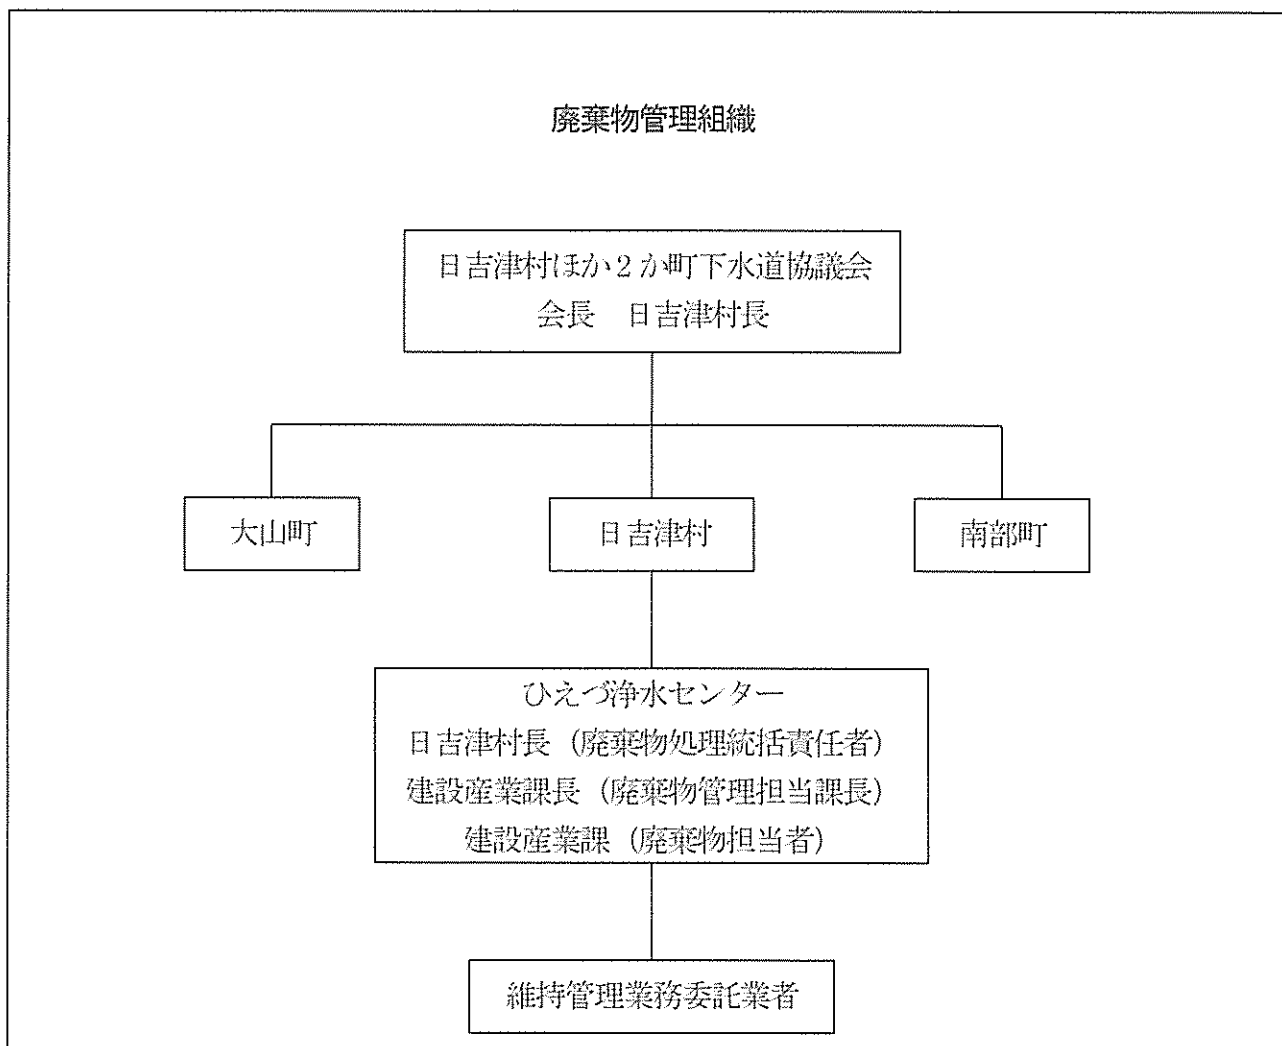 廃棄物管理組織
日吉津村ほか２か町下水道協議会
会長　日吉津村長
大山町
日吉津村
南部町
ひえづ浄水センター
日吉津村長（廃棄物処理統括責任者）
建設産業課長（廃棄物管理担当課長）
建設産業課（廃棄物担当者）
維持管理業務委託業者